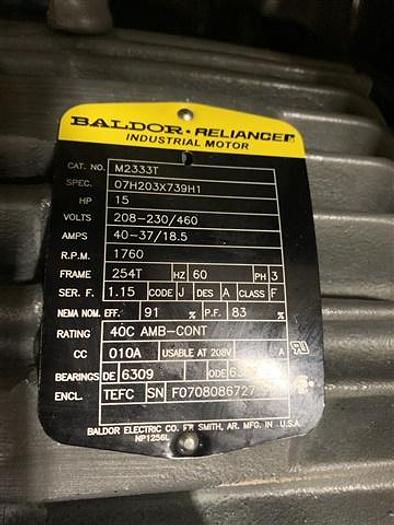 BALDOR • RELIANCER
INDUSTRIAL MOTOR
CAT. NO. M2333T
SPEC. 07H203X739H1
HP 15
VOLTS 208-230/460
AMPS 40-37/18.5
R.P.M. 1760
FRAME 254T HZ 60 PH 3
SER. F. 1.15 CODE J DES A CLASS F
NEMA NOM. EFF. 91 % P.F. 83 %
RATING 40C AMB-CONT
CC 010A USABLE AT 208V A
BEARINGS DE 6309 ODE
ENCL. TEFC SN
BALDOR ELECTRIC CO. FT. SMITH, AR. MFG. IN U.S.A.
NP1256L